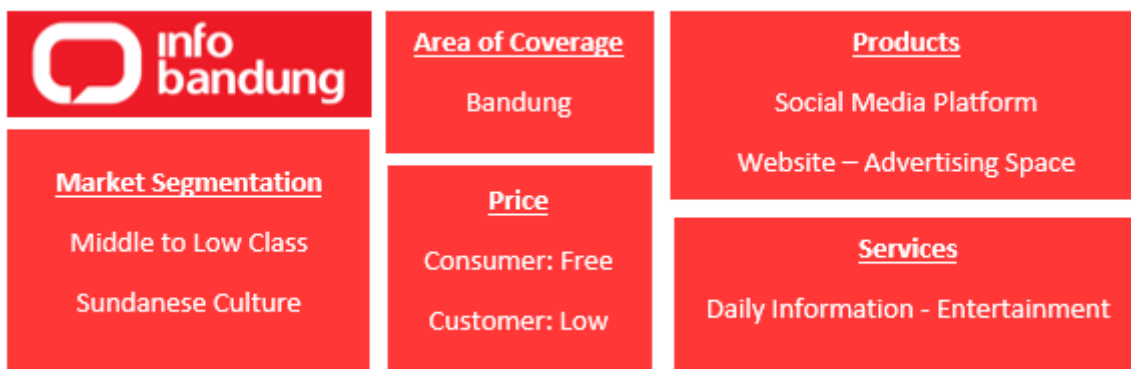 info
bandung
Market Segmentation
Middle to Low Class
Sundanese Culture
Area of Coverage
Bandung
Price
Consumer: Free
Customer: Low
Products
Social Media Platform
Website – Advertising Space
Services
Daily Information - Entertainment